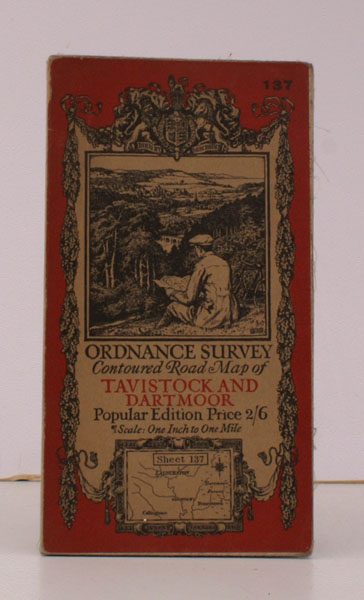 137
ORDNANCE SURVEY
Contoured Road Map of
TAVISTOCK AND
DARTMOOR
Popular Edition Price 2/6
Scale: One Inch to One Mile
Sheet 137